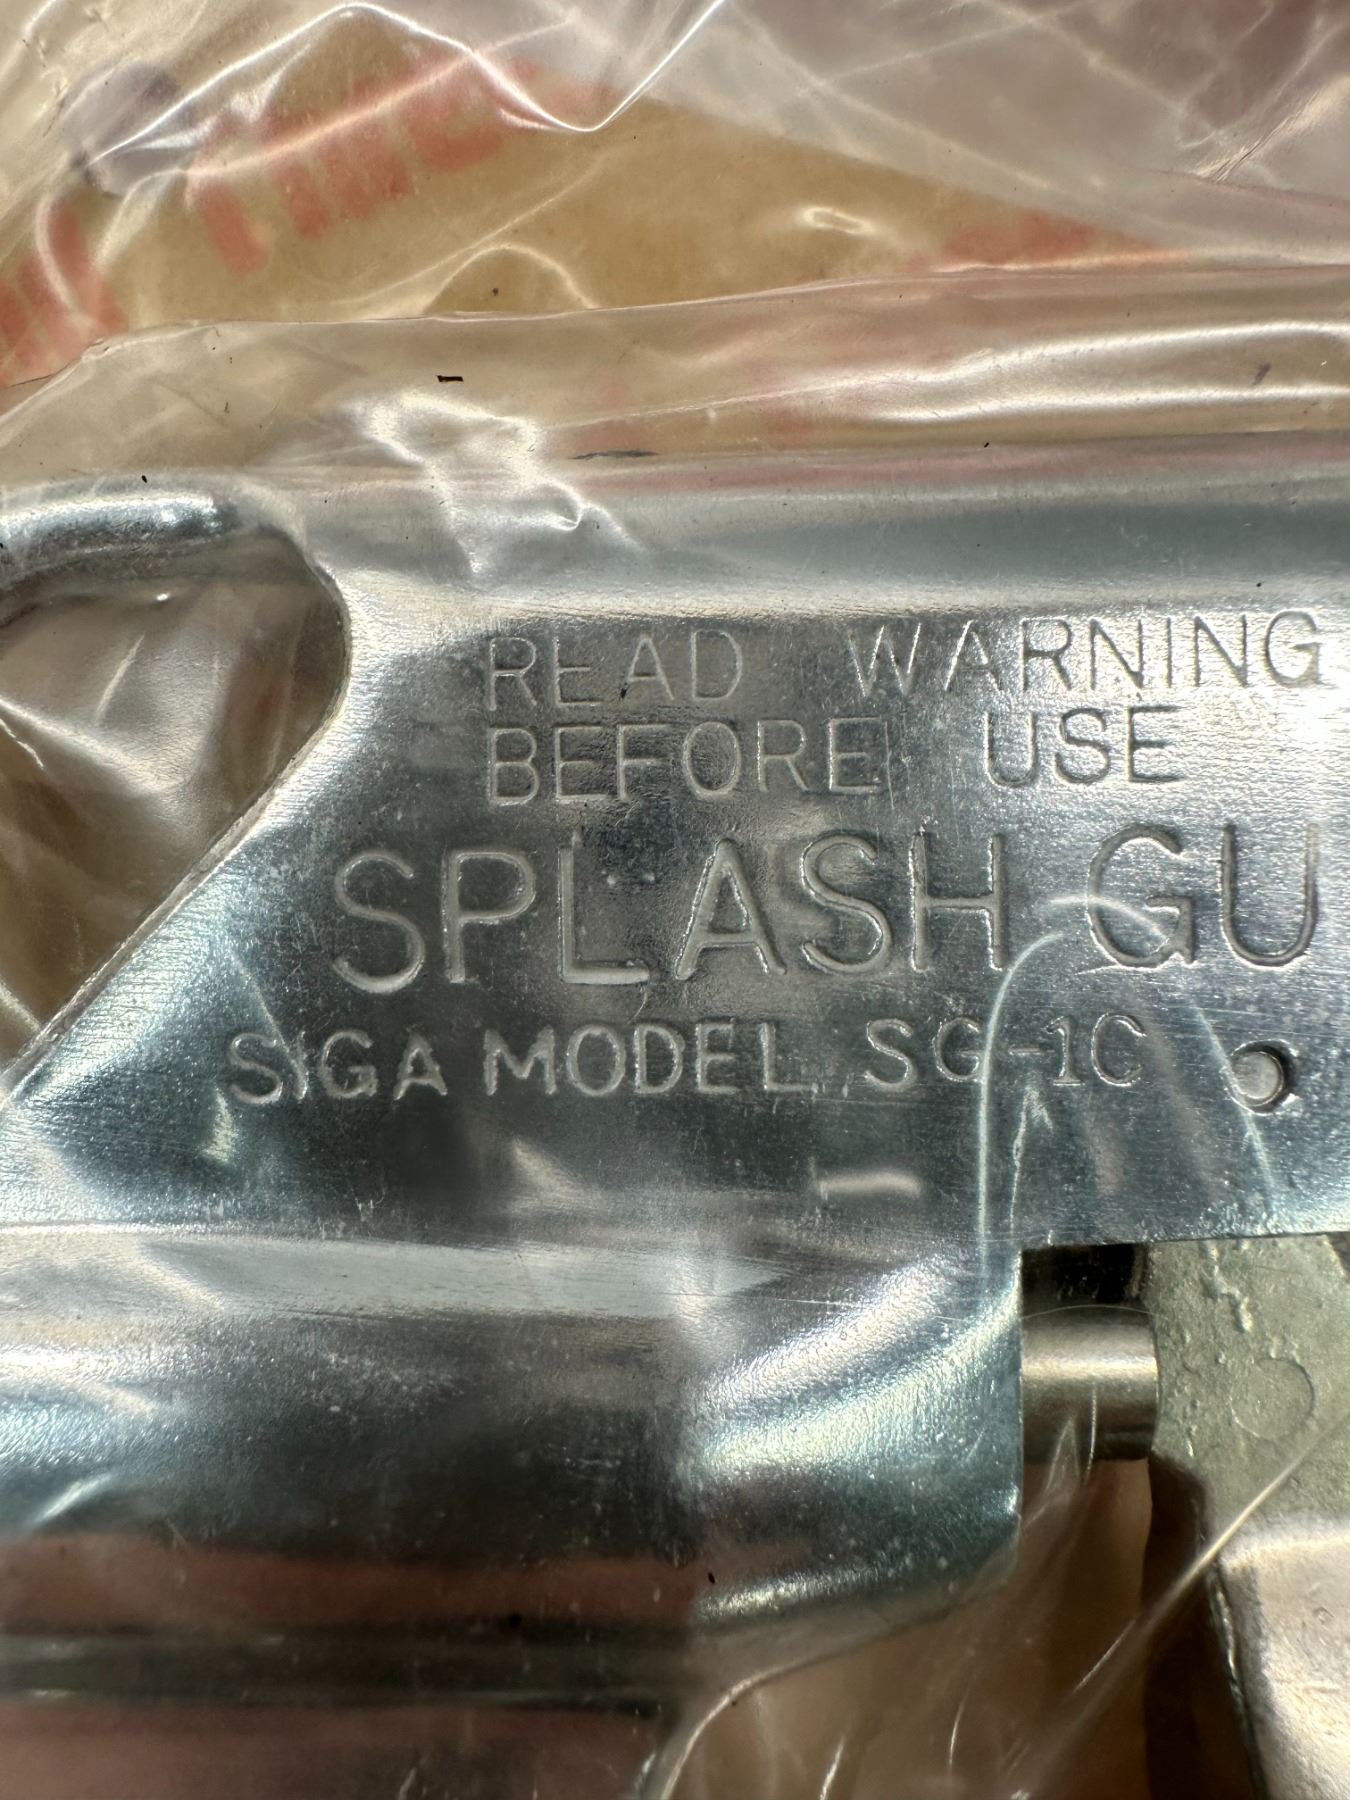 READ WARNING
BEFORE USE
SPLASH GU
SIGA MODEL SG-1C